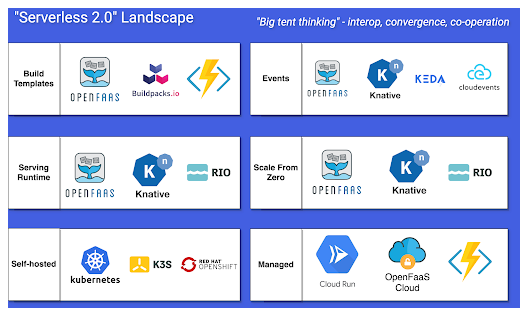 "Serverless 2.0" Landscape
"Big tent thinking" - interop, convergence, co-operation
Build
Templates
OPENFAAS
Buildpacks.io
Events
OPENFAAS
Knative
KEDA
cloudevents
Serving
Runtime
OPENFAAS
Knative
RIO
Scale From
Zero
OPENFAAS
Knative
RIO
Self-hosted
kubernetes
K3S
RED HAT
OPENSHIFT
Managed
Cloud Run
OpenFaaS
Cloud